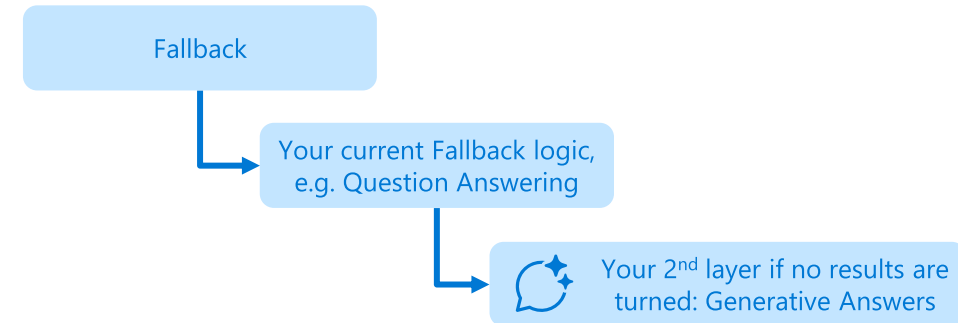 Fallback
Your current Fallback logic,
e.g. Question Answering
Your 2nd layer if no results are
turned: Generative Answers